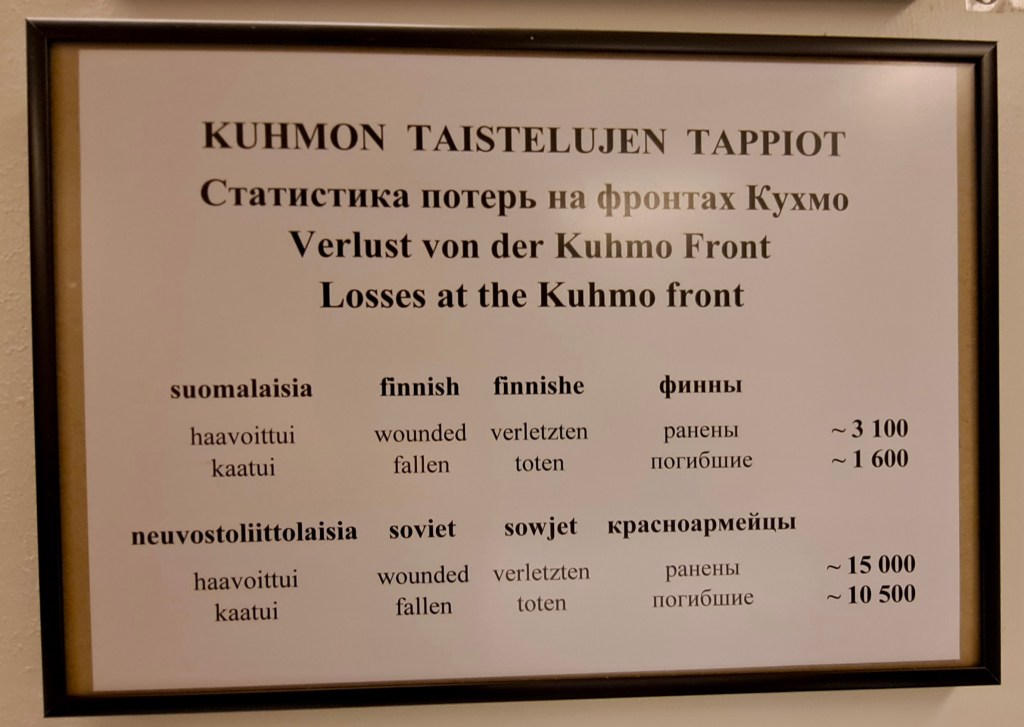 KUHMON TAISTELUJEN TAPPIOT
Статистика потерь на фронтах Кухмо
Verlust von der Kuhmo Front
Losses at the Kuhmo front
suomalaisia finnish finnishe финны
haavoittui wounded verletzten ранены ~ 3 100
kaatui fallen toten погибшие ~ 1 600
neuvostoliittolaisia soviet sowjet красноармейцы
haavoittui wounded verletzten ранены ~ 15 000
kaatui fallen toten погибшие ~ 10 500